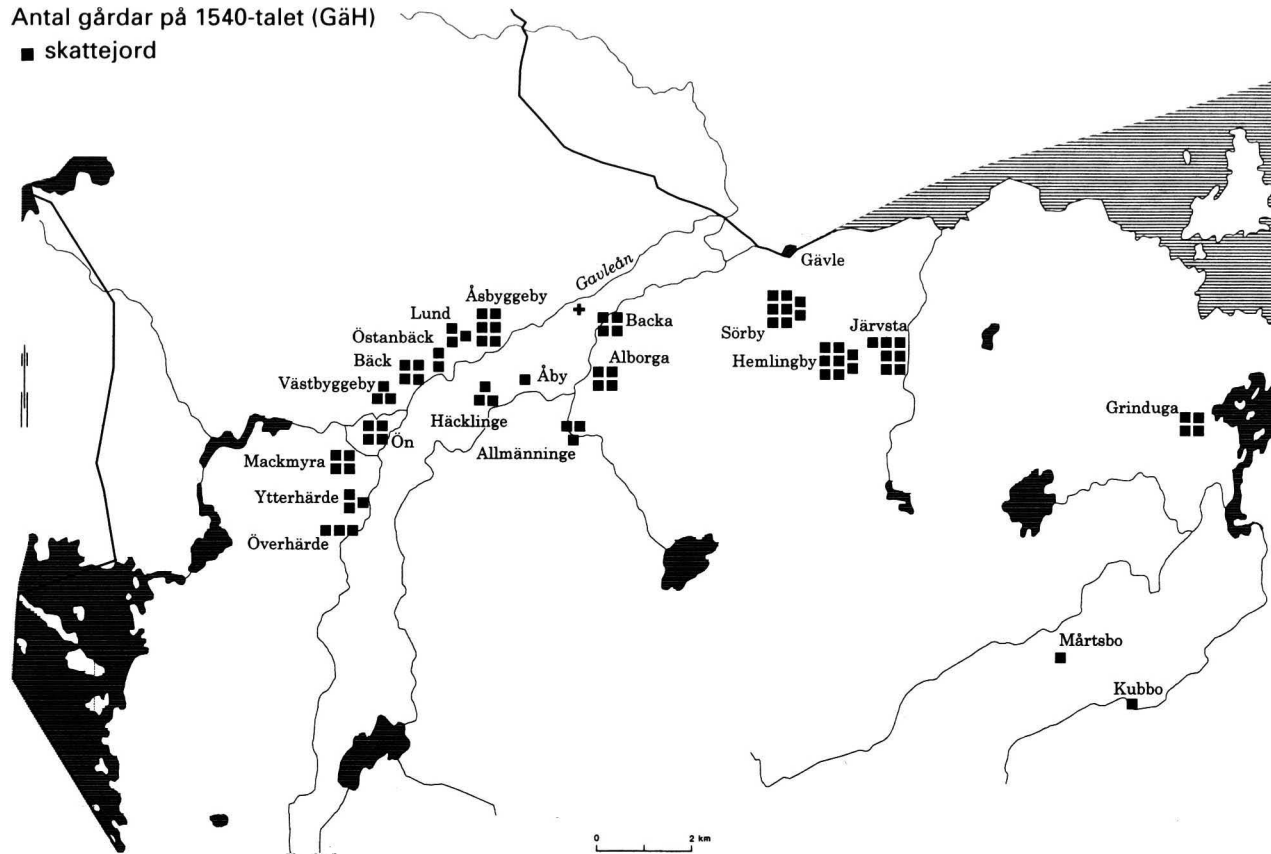 Antal gårdar på 1540-talet (GäH)
■ skattejord
Gavleån
Gävle
Åsbyggeby
Lund
Östanbäck
Bäck
Västbyggeby
Backa
Sörby
Järvsta
Hemlingby
Alborga
Åby
Häcklinge
Grinduga
Ön
Allmänninge
Mackmyra
Ytterhärde
Överhärde
Mårtsbo
Kubbo
0 2 km